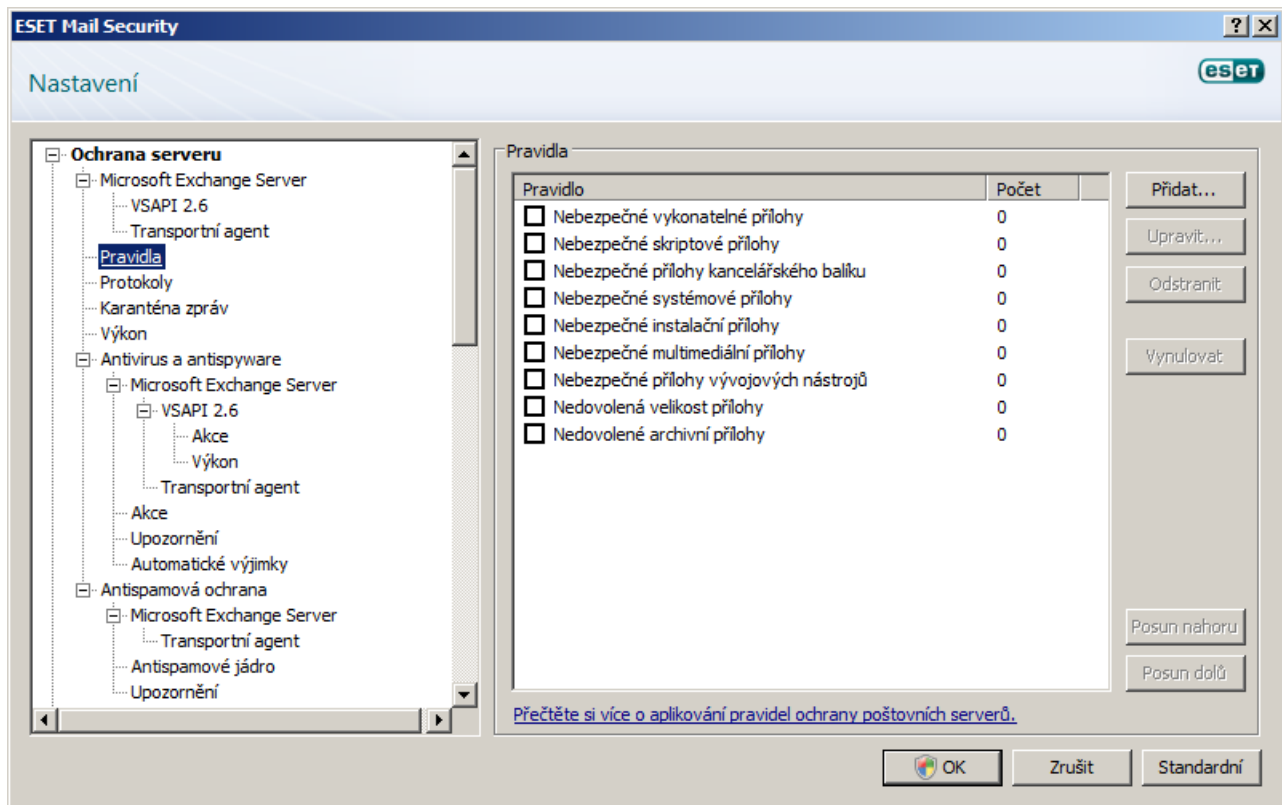 ESET Mail Security
Nastavení
eset
Ochrana serveru
Microsoft Exchange Server
VSAPI 2.6
Transportní agent
Pravidla
Protokoly
Karanténa zpráv
Výkon
Antivirus a antispyware
Microsoft Exchange Server
VSAPI 2.6
Akce
Výkon
Transportní agent
Akce
Upozornění
Automatické výjimky
Antispamová ochrana
Microsoft Exchange Server
Transportní agent
Antispamové jádro
Upozornění
Pravidla
Pravidlo Počet
Nebezpečné vykonatelné přílohy 0
Nebezpečné skriptové přílohy 0
Nebezpečné přílohy kancelářského balíku 0
Nebezpečné systémové přílohy 0
Nebezpečné instalační přílohy 0
Nebezpečné multimediální přílohy 0
Nebezpečné přílohy vývojových nástrojů 0
Nedovolená velikost přílohy 0
Nedovolené archivní přílohy 0
Přidat...
Upravit...
Odstranit
Vynulovat
Posun nahoru
Posun dolů
Přečtěte si více o aplikování pravidel ochrany poštovních serverů.
OK Zrušit Standardní